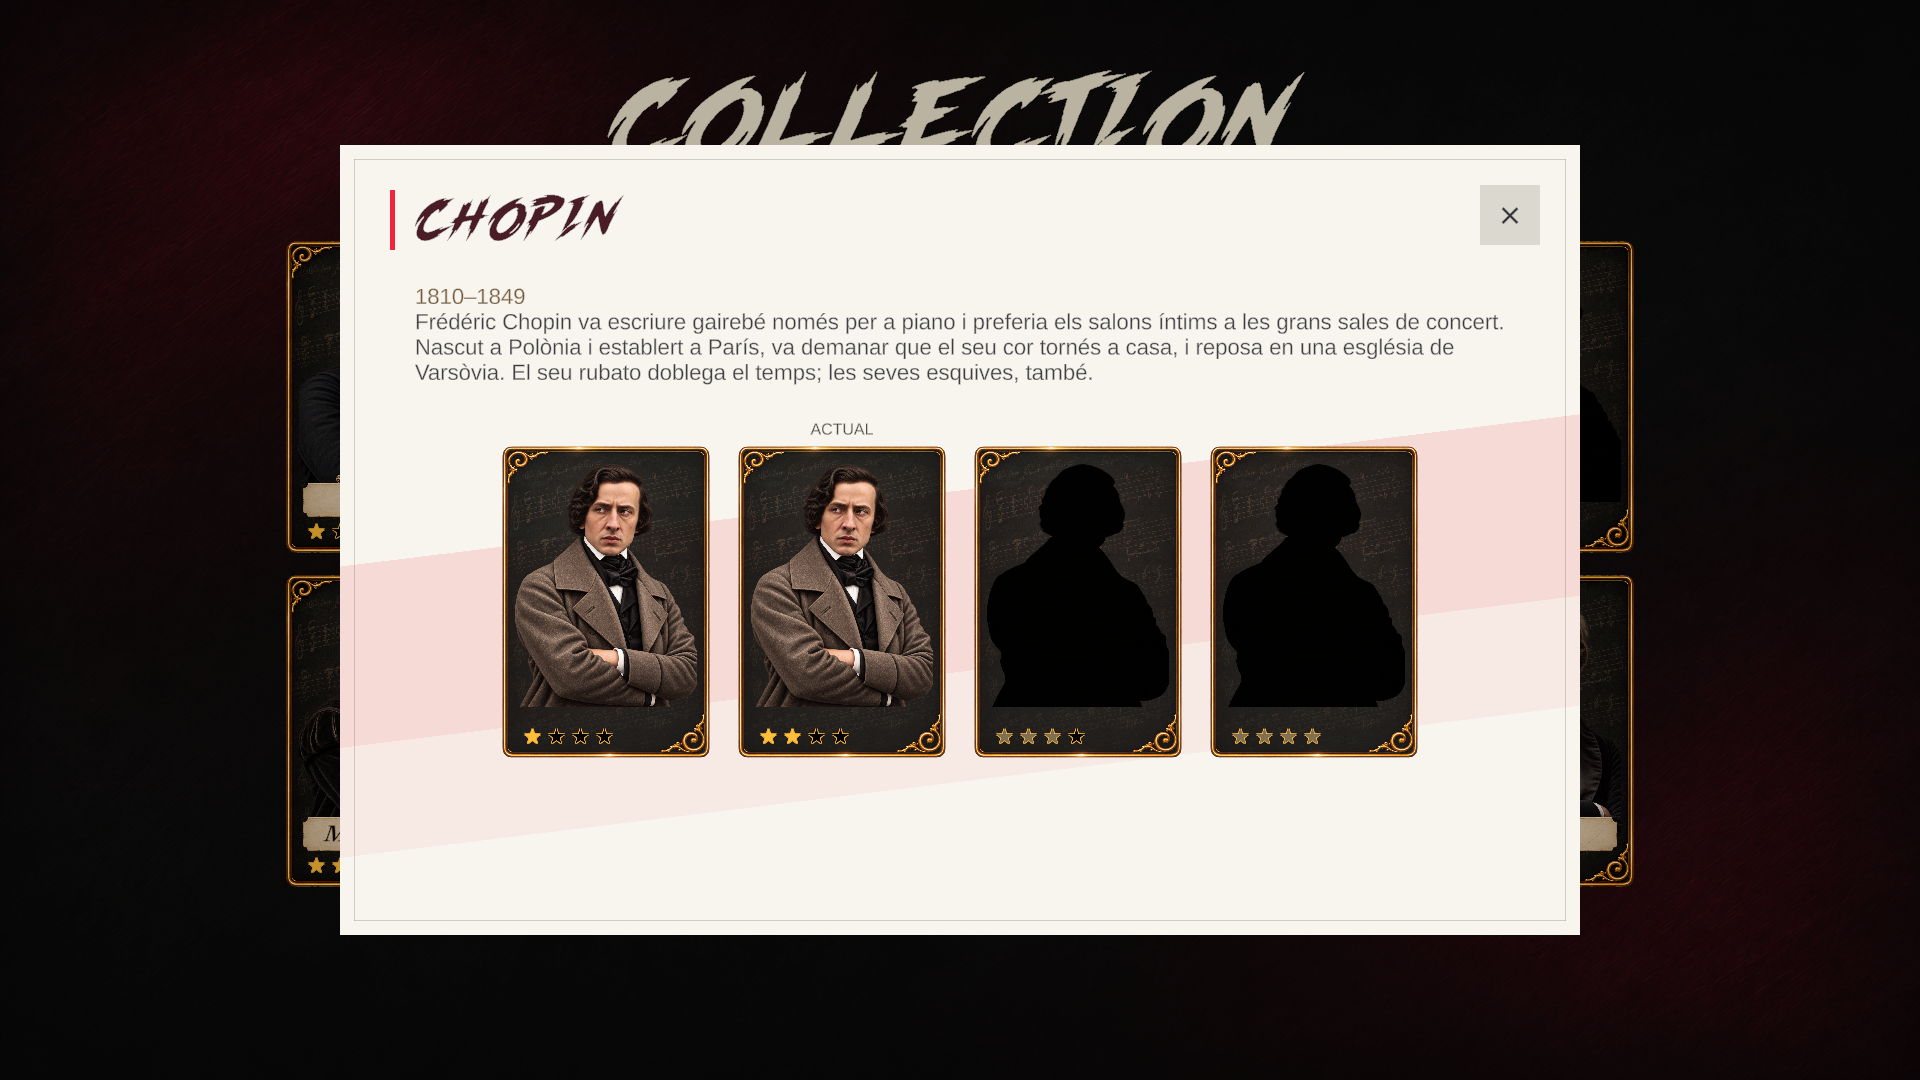 COLLECTION
CHOPIN
1810–1849
Frédéric Chopin va escriure gairebé només per a piano i preferia els salons íntims a les grans sales de concert.
Nascut a Polònia i establert a París, va demanar que el seu cor tornés a casa, i reposa en una església de
Varsòvia. El seu rubato doblega el temps; les seves esquives, també.
ACTUAL
M